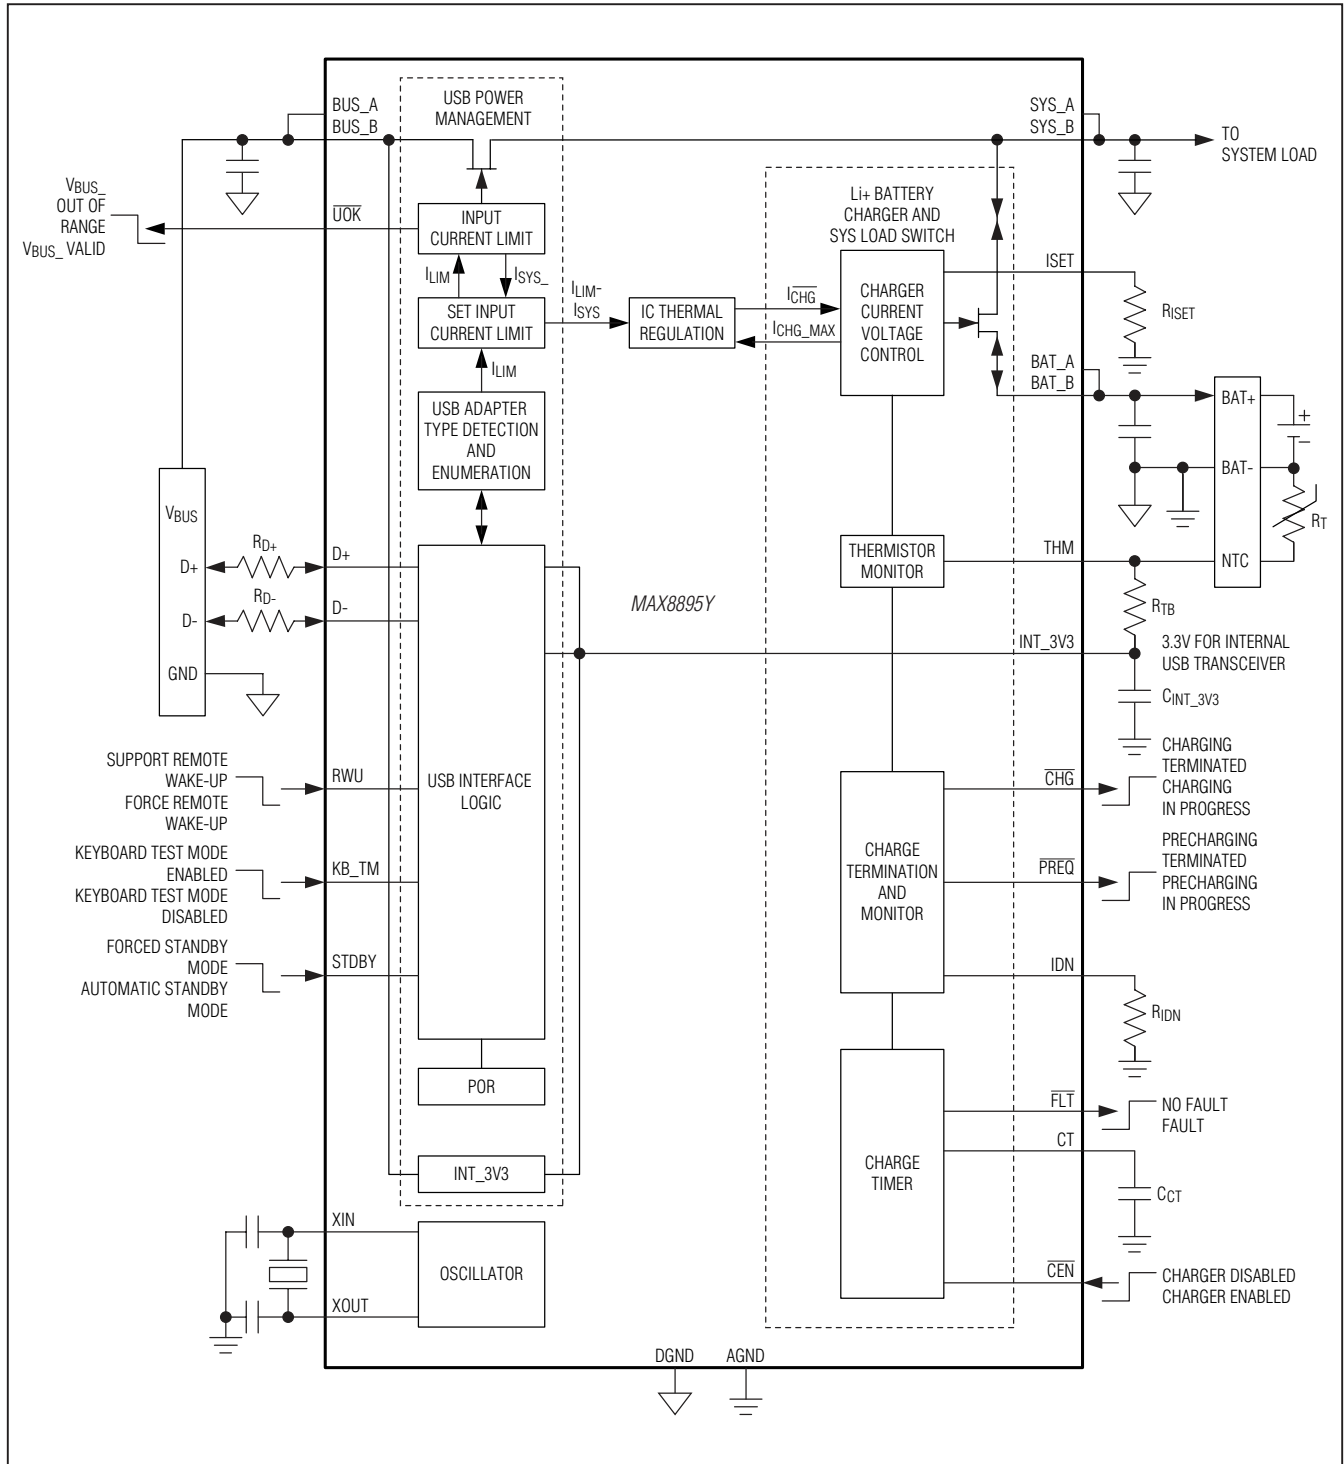 BUS_A
BUS_B
USB POWER
MANAGEMENT
SYS_A
SYS_B
TO
SYSTEM LOAD
VBUS_
OUT OF
RANGE
VBUS_ VALID
UOK
INPUT
CURRENT LIMIT
ILIM
ISYS_
SET INPUT
CURRENT LIMIT
ILIM-
ISYS
IC THERMAL
REGULATION
ICHG
ICHG_MAX
Li+ BATTERY
CHARGER AND
SYS LOAD SWITCH
CHARGER
CURRENT
VOLTAGE
CONTROL
ISET
RISET
BAT_A
BAT_B
BAT+
+
-
BAT-
RT
NTC
ILIM
USB ADAPTER
TYPE DETECTION
AND
ENUMERATION
VBUS
D+
RD+
D+
D-
RD-
D-
GND
THERMISTOR
MONITOR
THM
RTB
MAX8895Y
INT_3V3
3.3V FOR INTERNAL
USB TRANSCEIVER
CINT_3V3
SUPPORT REMOTE
WAKE-UP
FORCE REMOTE
WAKE-UP
RWU
USB INTERFACE
LOGIC
KEYBOARD TEST MODE
ENABLED
KEYBOARD TEST MODE
DISABLED
KB_TM
FORCED STANDBY
MODE
AUTOMATIC STANDBY
MODE
STDBY
CHARGE
TERMINATION
AND
MONITOR
CHG
CHARGING
TERMINATED
CHARGING
IN PROGRESS
PREQ
PRECHARGING
TERMINATED
PRECHARGING
IN PROGRESS
IDN
RIDN
POR
INT_3V3
CHARGE
TIMER
FLT
NO FAULT
FAULT
CT
CCT
CEN
CHARGER DISABLED
CHARGER ENABLED
XIN
OSCILLATOR
XOUT
DGND
AGND